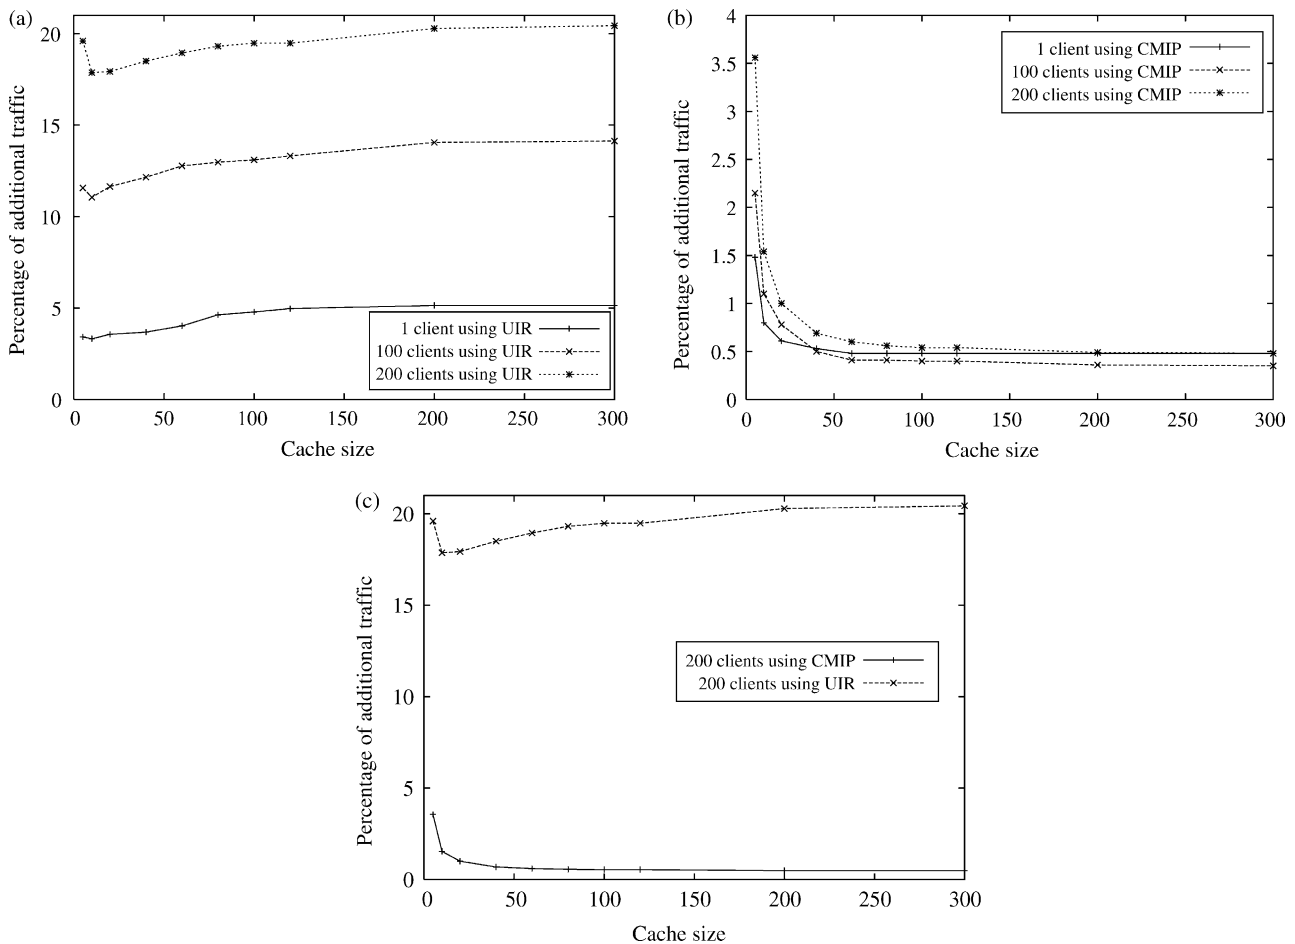 (a)
Percentage of additional traffic
20
15
10
5
0
1 client using UIR
100 clients using UIR
200 clients using UIR
0 50 100 150 200 250 300
Cache size
(b)
Percentage of additional traffic
4
3.5
3
2.5
2
1.5
1
0.5
0
1 client using CMIP
100 clients using CMIP
200 clients using CMIP
0 50 100 150 200 250 300
Cache size
(c)
Percentage of additional traffic
20
15
10
5
0
200 clients using CMIP
200 clients using UIR
0 50 100 150 200 250 300
Cache size